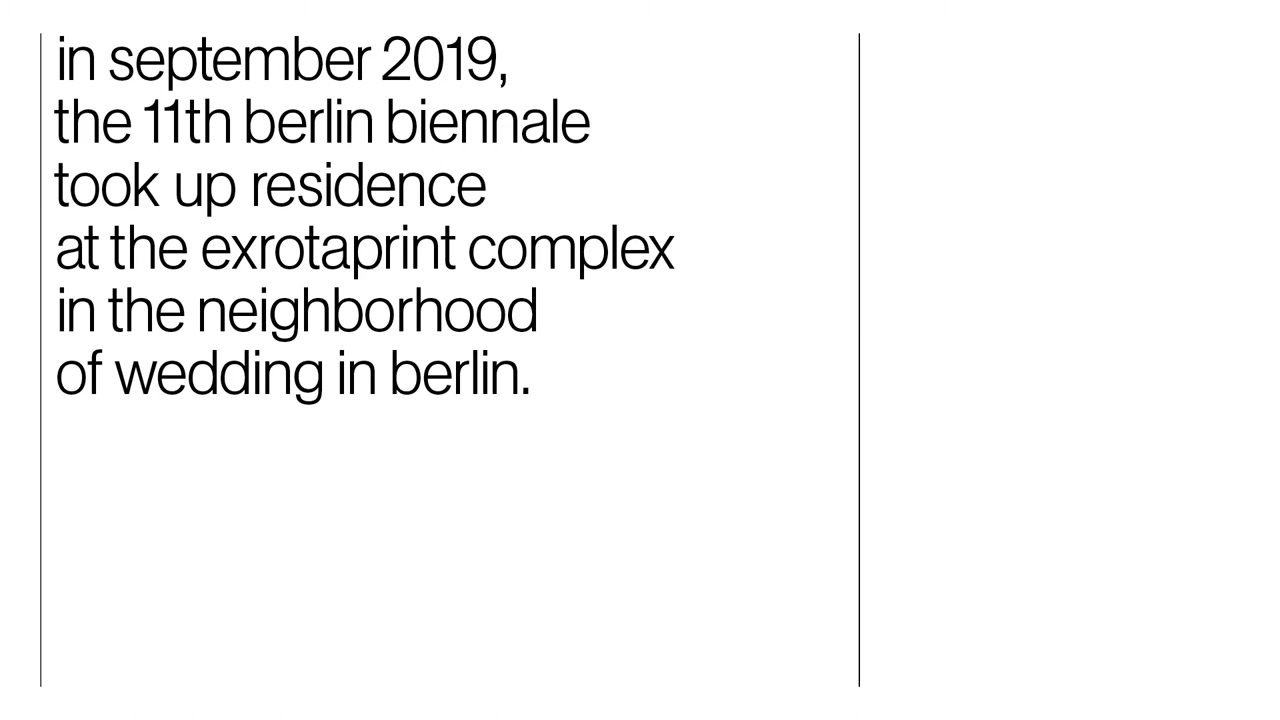 in september 2019,
the 11th berlin biennale
took up residence
at the exrotaprint complex
in the neighborhood
of wedding in berlin.